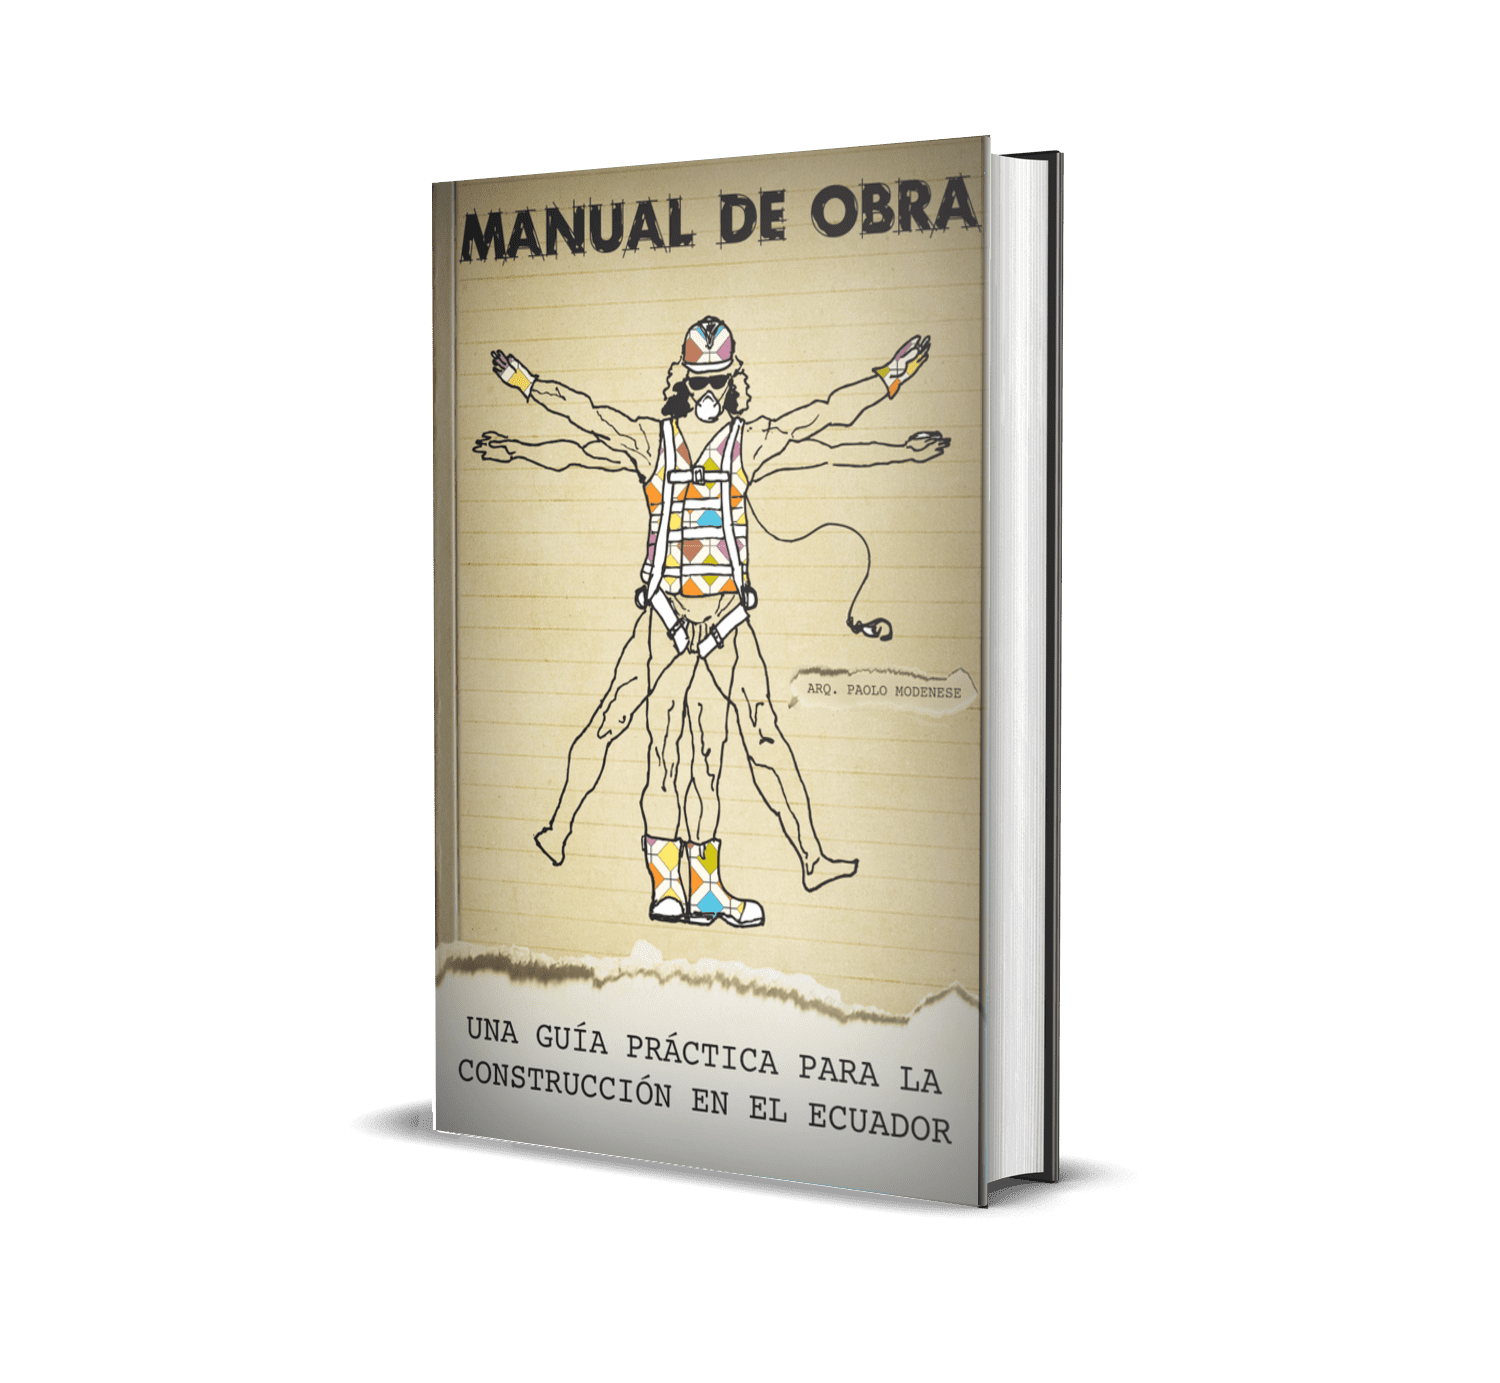 MANUAL DE OBRA
ARQ. PAOLO MODENESE
UNA GUÍA PRÁCTICA PARA LA
CONSTRUCCIÓN EN EL ECUADOR